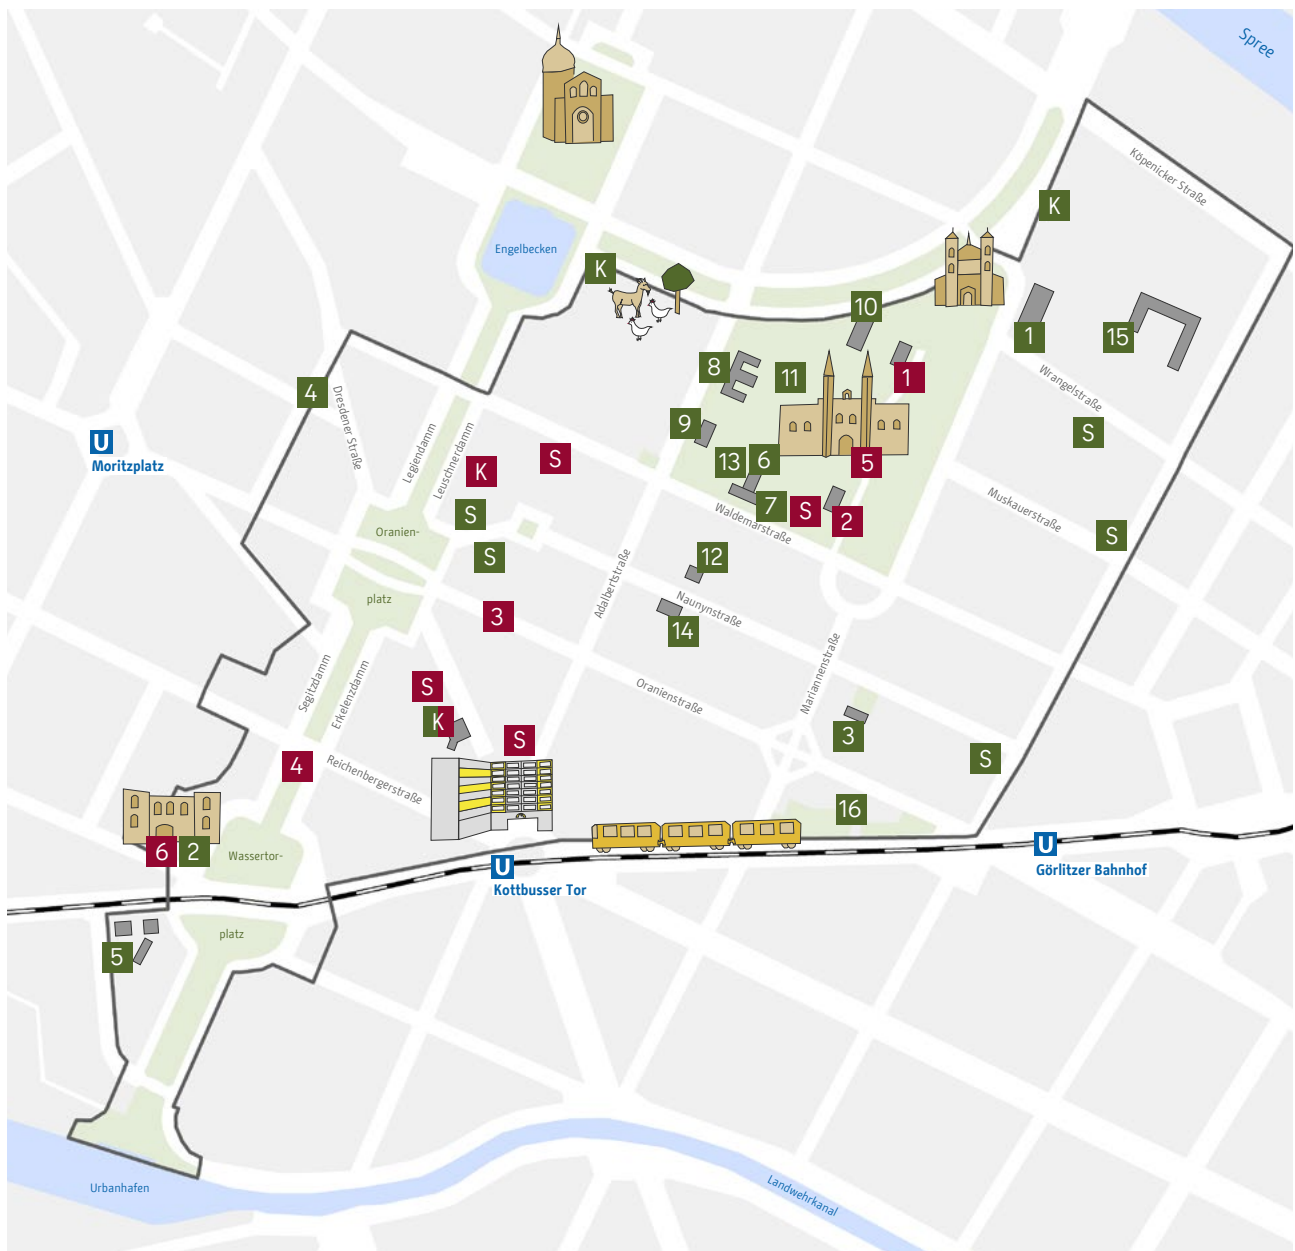 Spree
Köpenicker Straße
K
Engelbecken
K
10
1
15
8
11
1
Wrangelstraße
4
Dresdener Straße
9
S
U
Moritzplatz
Legiendamm
Leuschnerdamm
K
S
13
6
5
7
S
2
Waldemarstraße
Muskauerstraße
S
S
Oranien-
S
12
Adalbertstraße
platz
3
Naunynstraße
14
Segitzdamm
Erkelenzdamm
S
K
Oranienstraße
Mariannenstraße
3
S
S
4
Reichenbergerstraße
16
6
2
Wassertor-
U
Kottbusser Tor
U
Görlitzer Bahnhof
platz
5
Urbanhafen
Landwehrkanal